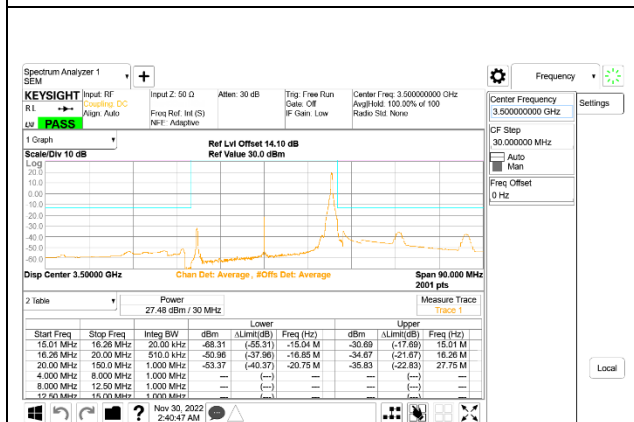 Spectrum Analyzer 1
SEM
Frequency
KEYSIGHT
RL
PASS
Input: RF
Coupling: DC
Align: Auto
Input Z: 50 Ω
Freq Ref: Int (S)
NFE: Adaptive
Atten: 30 dB
Trig: Free Run
Gate: Off
IF Gain: Low
Center Freq: 3.500000000 GHz
Avg|Hold: 100.00% of 100
Radio Std: None
Center Frequency
3.500000000 GHz
Settings
CF Step
30.000000 MHz
Auto
Man
Freq Offset
0 Hz
1 Graph
Scale/Div 10 dB
Ref Lvl Offset 14.10 dB
Ref Value 30.0 dBm
Log
20.0
10.0
0.00
-10.0
-20.0
-30.0
-40.0
-50.0
-60.0
Disp Center 3.50000 GHz
Chan Det: Average, #Offs Det: Average
Span 90.000 MHz
2001 pts
2 Table
Power
27.48 dBm / 30 MHz
Measure Trace
Trace 1
Lower Upper
Start Freq Stop Freq Integ BW dBm ΔLimit(dB) Freq (Hz) dBm ΔLimit(dB) Freq (Hz)
15.01 MHz 16.26 MHz 20.00 kHz -68.31 (-55.31) -15.04 M -30.69 (-17.69) 15.01 M
16.26 MHz 20.00 MHz 510.0 kHz -50.96 (-37.96) -16.85 M -34.67 (-21.67) 16.26 M
20.00 MHz 150.0 MHz 1.000 MHz -53.37 (-40.37) -20.75 M -35.83 (-22.83) 27.75 M
4.000 MHz 8.000 MHz 1.000 MHz --- (---) --- --- (---) ---
8.000 MHz 12.50 MHz 1.000 MHz --- (---) --- --- (---) ---
12.50 MHz 15.00 MHz 1.000 MHz --- (---) --- --- (---) ---
Local
?
Nov 30, 2022
2:40:47 AM